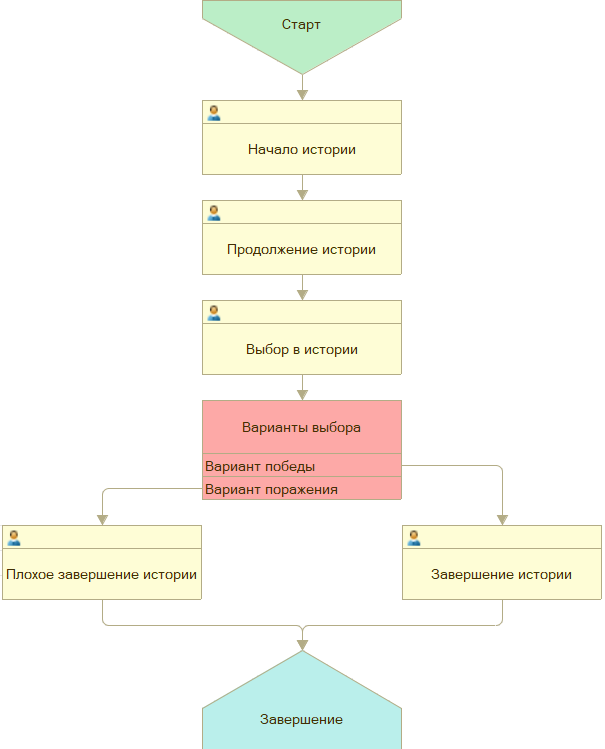 Старт
Начало истории
Продолжение истории
Выбор в истории
Варианты выбора
Вариант победы
Вариант поражения
Плохое завершение истории
Завершение истории
Завершение